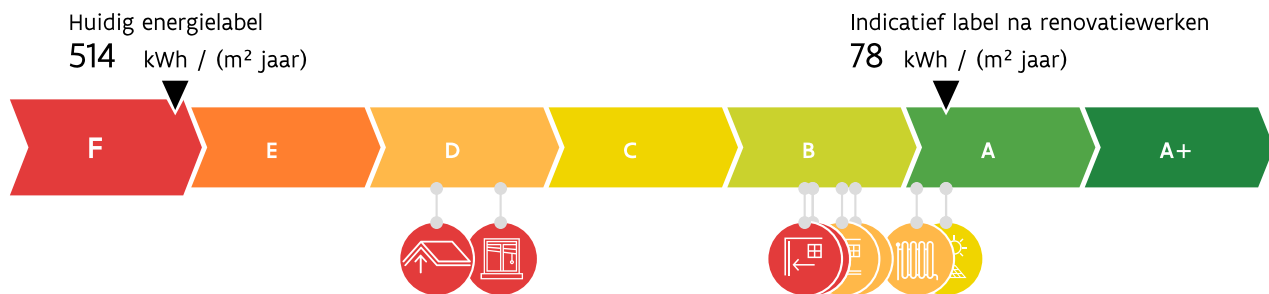 Huidig energielabel
514 kWh / (m² jaar)
Indicatief label na renovatiewerken
78 kWh / (m² jaar)
F E D C B A A+